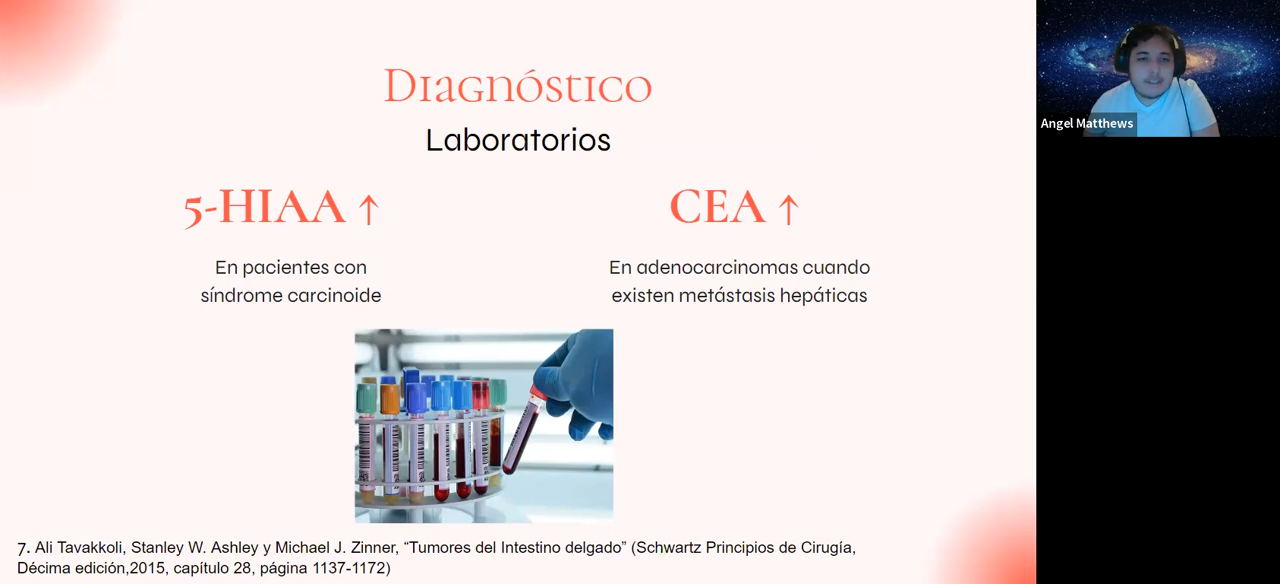 Diagnóstico
Laboratorios
5-HIAA ↑
En pacientes con
síndrome carcinoide
CEA ↑
En adenocarcinomas cuando
existen metástasis hepáticas
7. Ali Tavakkoli, Stanley W. Ashley y Michael J. Zinner, “Tumores del Intestino delgado” (Schwartz Principios de Cirugía,
Décima edición,2015, capítulo 28, página 1137-1172)
Angel Matthews